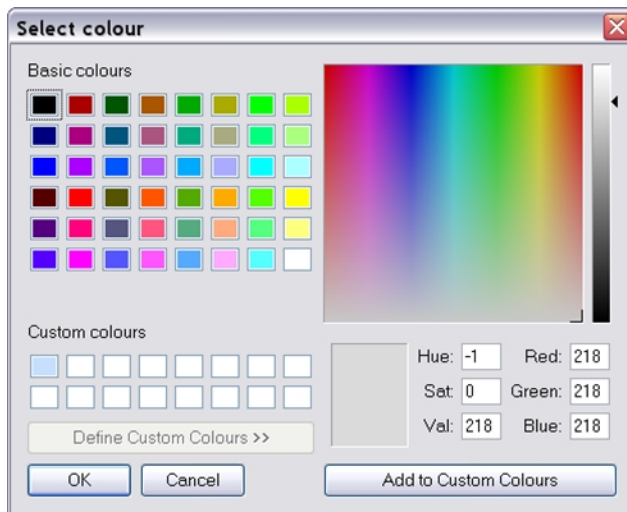 Select colour
Basic colours
Custom colours
Define Custom Colours >>
OK Cancel
Hue: -1 Red: 218
Sat: 0 Green: 218
Val: 218 Blue: 218
Add to Custom Colours